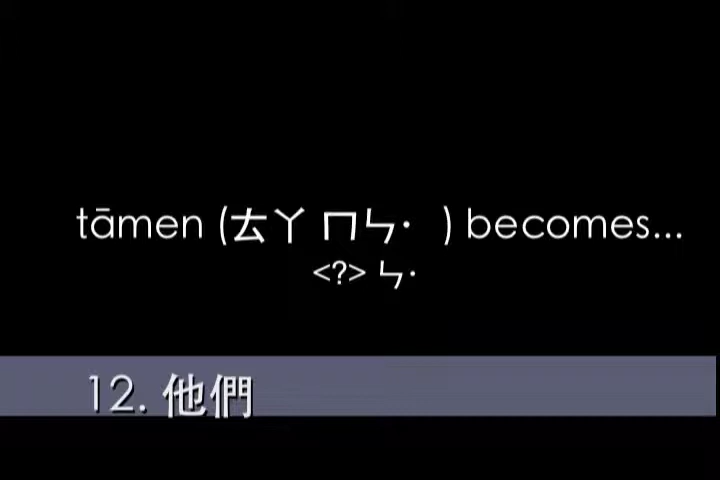 tāmen (ㄊㄚ ㄇㄣ˙ ) becomes...
<?> ㄣ˙
12. 他們